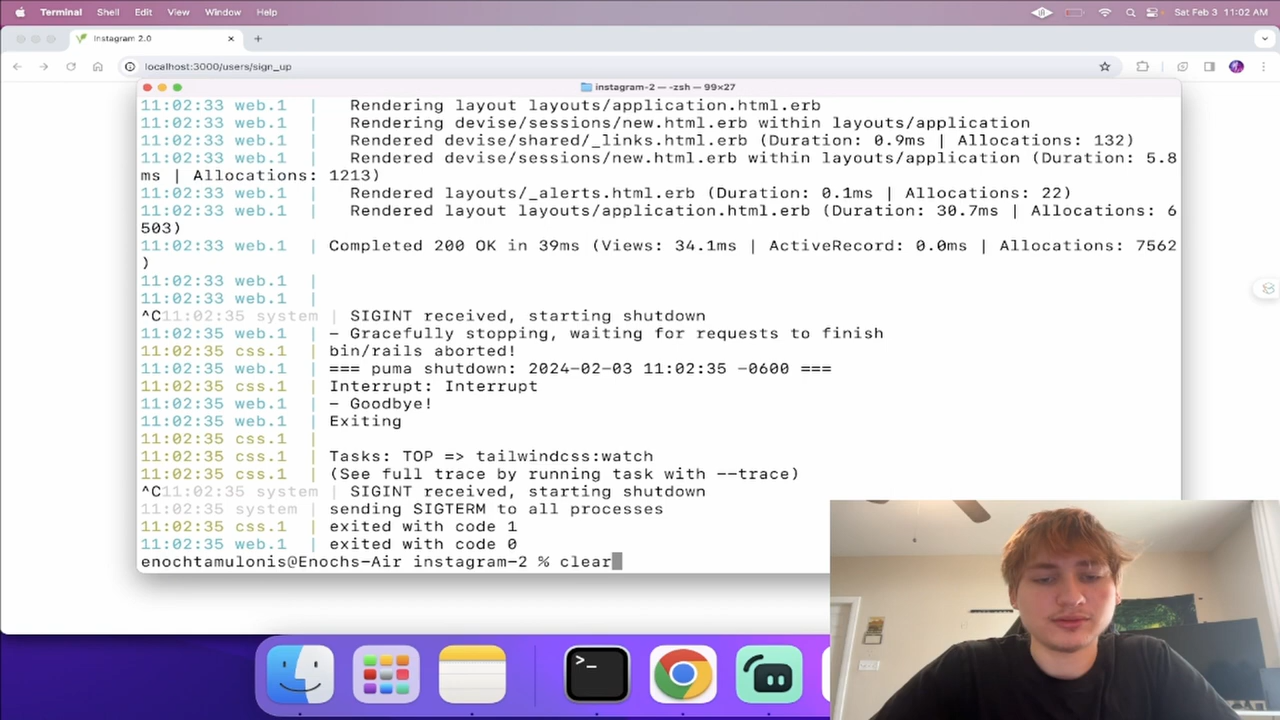 Terminal Shell Edit View Window Help Sat Feb 3 11:02 AM
Instagram 2.0
localhost:3000/users/sign_up
instagram-2 — -zsh — 99×27
11:02:33 web.1  |   Rendering layout layouts/application.html.erb
11:02:33 web.1  |   Rendering devise/sessions/new.html.erb within layouts/application
11:02:33 web.1  |   Rendered devise/shared/_links.html.erb (Duration: 0.9ms | Allocations: 132)
11:02:33 web.1  |   Rendered devise/sessions/new.html.erb within layouts/application (Duration: 5.8
ms | Allocations: 1213)
11:02:33 web.1  |   Rendered layouts/_alerts.html.erb (Duration: 0.1ms | Allocations: 22)
11:02:33 web.1  |   Rendered layout layouts/application.html.erb (Duration: 30.7ms | Allocations: 6
503)
11:02:33 web.1  | Completed 200 OK in 39ms (Views: 34.1ms | ActiveRecord: 0.0ms | Allocations: 7562
)
11:02:33 web.1  |
11:02:33 web.1  |
^C11:02:35 system | SIGINT received, starting shutdown
11:02:35 web.1  | - Gracefully stopping, waiting for requests to finish
11:02:35 css.1  | bin/rails aborted!
11:02:35 web.1  | === puma shutdown: 2024-02-03 11:02:35 -0600 ===
11:02:35 css.1  | Interrupt: Interrupt
11:02:35 web.1  | - Goodbye!
11:02:35 web.1  | Exiting
11:02:35 css.1  |
11:02:35 css.1  | Tasks: TOP => tailwindcss:watch
11:02:35 css.1  | (See full trace by running task with --trace)
^C11:02:35 system | SIGINT received, starting shutdown
11:02:35 system | sending SIGTERM to all processes
11:02:35 css.1  | exited with code 1
11:02:35 web.1  | exited with code 0
enochtamulonis@Enochs-Air instagram-2 % clear